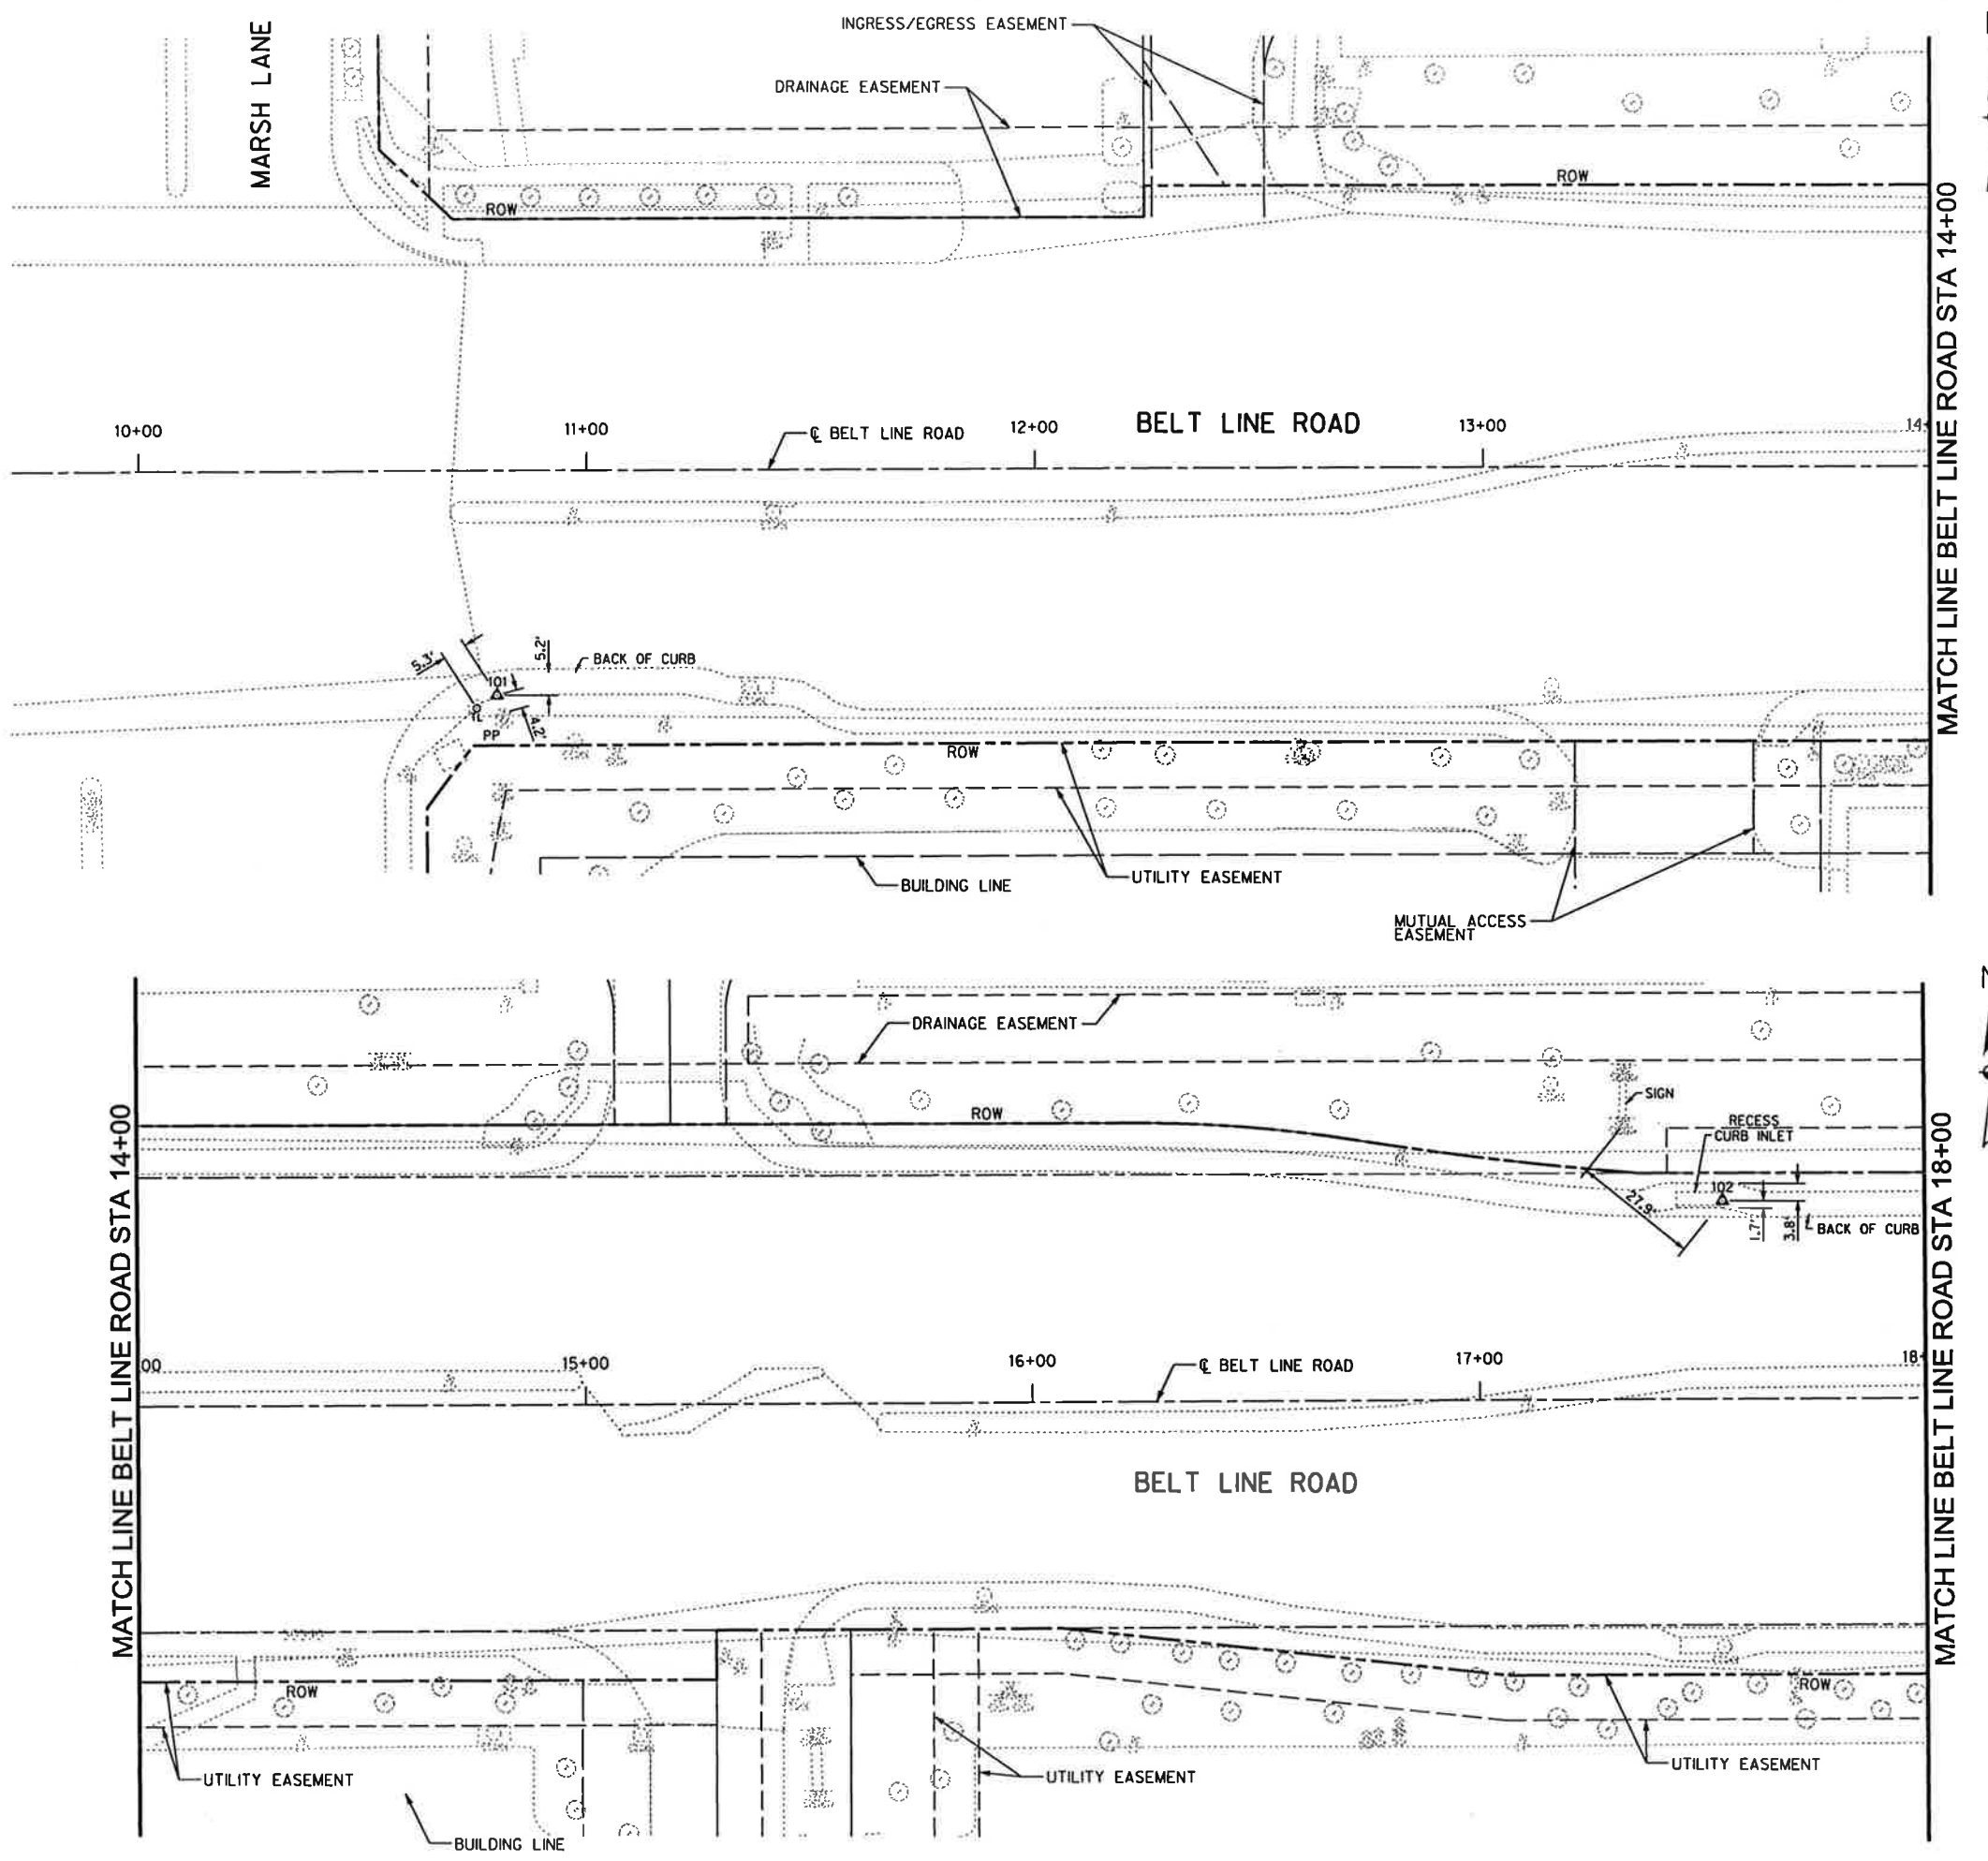 MARSH LANE
INGRESS/EGRESS EASEMENT
DRAINAGE EASEMENT
ROW
ROW
MATCH LINE BELT LINE ROAD STA 14+00
10+00
11+00
℄ BELT LINE ROAD
12+00
BELT LINE ROAD
13+00
14+
5.3'
5.2'
BACK OF CURB
101
4.2'
PP
ROW
BUILDING LINE
UTILITY EASEMENT
MUTUAL ACCESS
EASEMENT
MATCH LINE BELT LINE ROAD STA 14+00
DRAINAGE EASEMENT
ROW
SIGN
RECESS
CURB INLET
102
27.9'
1.7'
3.8'
BACK OF CURB
MATCH LINE BELT LINE ROAD STA 18+00
00
15+00
16+00
℄ BELT LINE ROAD
17+00
18+
BELT LINE ROAD
ROW
ROW
UTILITY EASEMENT
UTILITY EASEMENT
UTILITY EASEMENT
BUILDING LINE